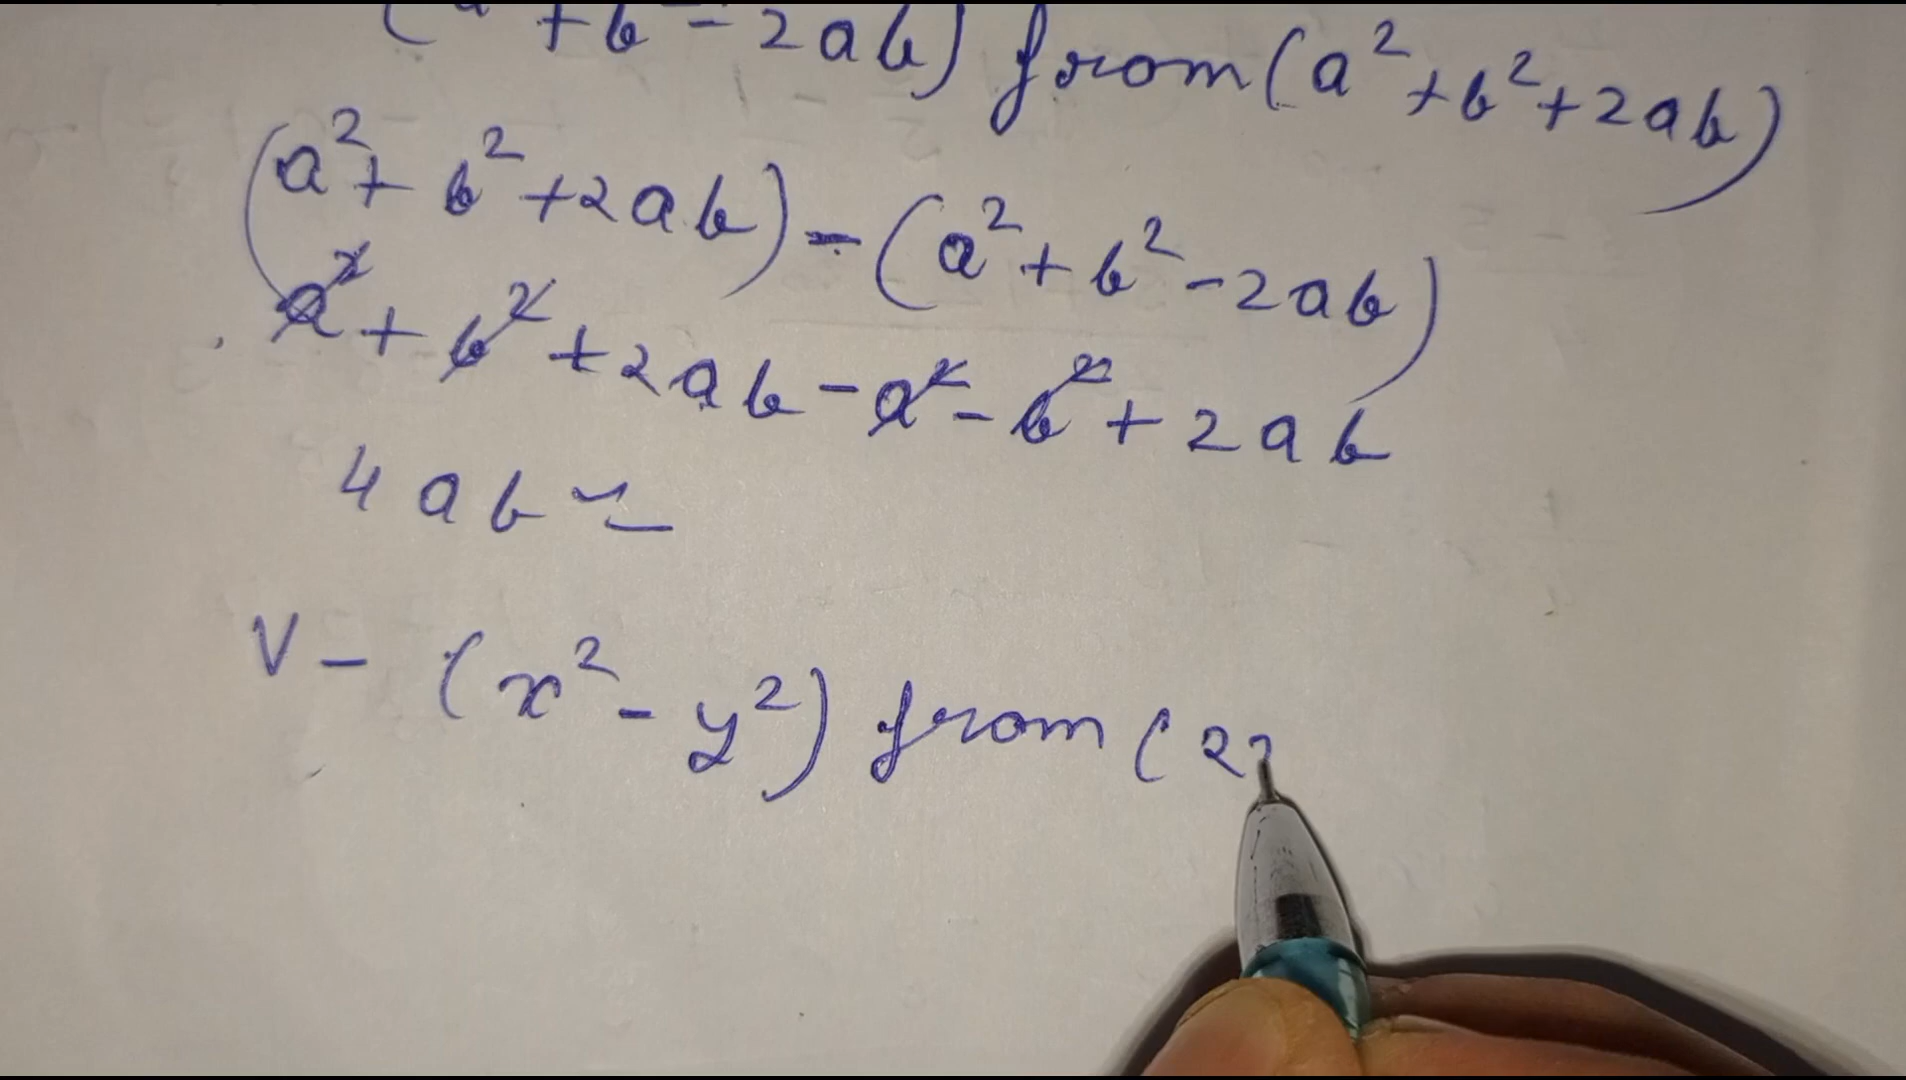 + b - 2ab) from (a² + b² + 2ab)
(a² + b² + 2ab) - (a² + b² - 2ab)
a² + b² + 2ab - a² - b² + 2ab
4ab
V - (x² - y²) from (2